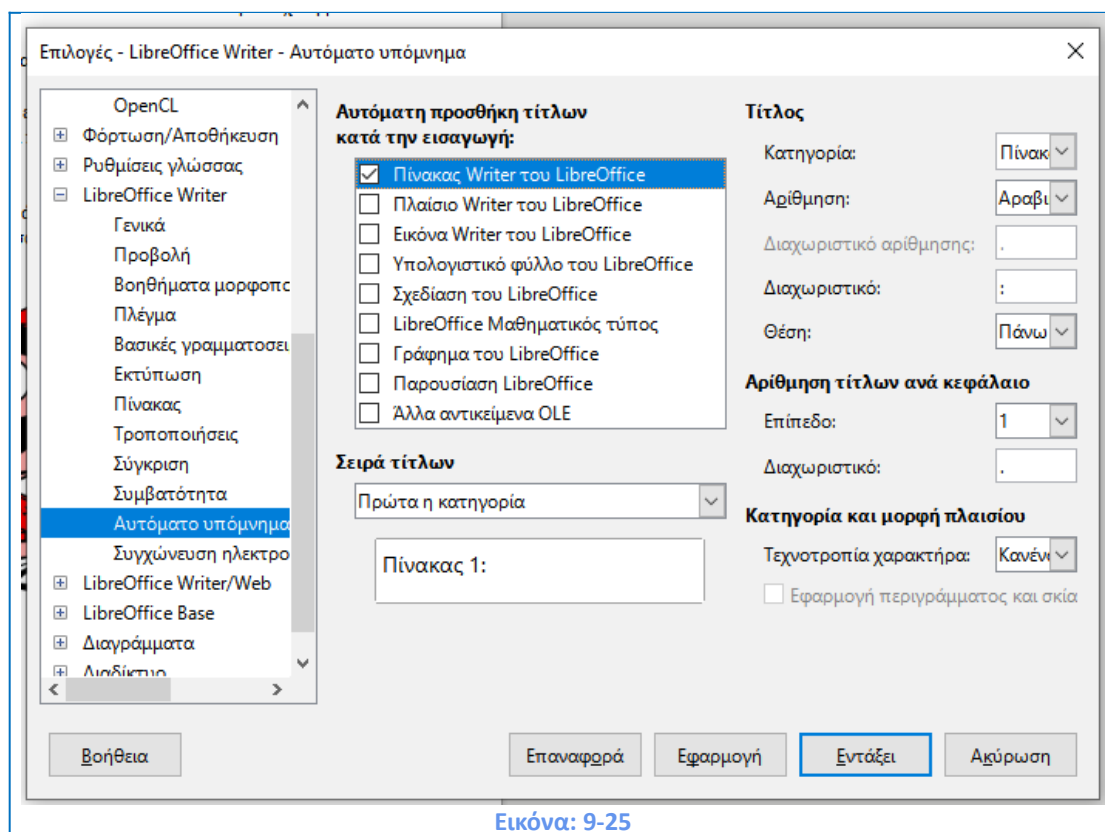 Επιλογές - LibreOffice Writer - Αυτόματο υπόμνημα
OpenCL
Φόρτωση/Αποθήκευση
Ρυθμίσεις γλώσσας
LibreOffice Writer
Γενικά
Προβολή
Βοηθήματα μορφοπο
Πλέγμα
Βασικές γραμματοσει
Εκτύπωση
Πίνακας
Τροποποιήσεις
Σύγκριση
Συμβατότητα
Αυτόματο υπόμνημα
Συγχώνευση ηλεκτρο
LibreOffice Writer/Web
LibreOffice Base
Διαγράμματα
Διαδίκτυο
Αυτόματη προσθήκη τίτλων
κατά την εισαγωγή:
Πίνακας Writer του LibreOffice
Πλαίσιο Writer του LibreOffice
Εικόνα Writer του LibreOffice
Υπολογιστικό φύλλο του LibreOffice
Σχεδίαση του LibreOffice
LibreOffice Μαθηματικός τύπος
Γράφημα του LibreOffice
Παρουσίαση LibreOffice
Άλλα αντικείμενα OLE
Σειρά τίτλων
Πρώτα η κατηγορία
Πίνακας 1:
Τίτλος
Κατηγορία: Πίνακ
Αρίθμηση: Αραβι
Διαχωριστικό αρίθμησης: .
Διαχωριστικό: :
Θέση: Πάνω
Αρίθμηση τίτλων ανά κεφάλαιο
Επίπεδο: 1
Διαχωριστικό: .
Κατηγορία και μορφή πλαισίου
Τεχνοτροπία χαρακτήρα: Κανένα
Εφαρμογή περιγράμματος και σκία
Βοήθεια Επαναφορά Εφαρμογή Εντάξει Ακύρωση
Εικόνα: 9-25